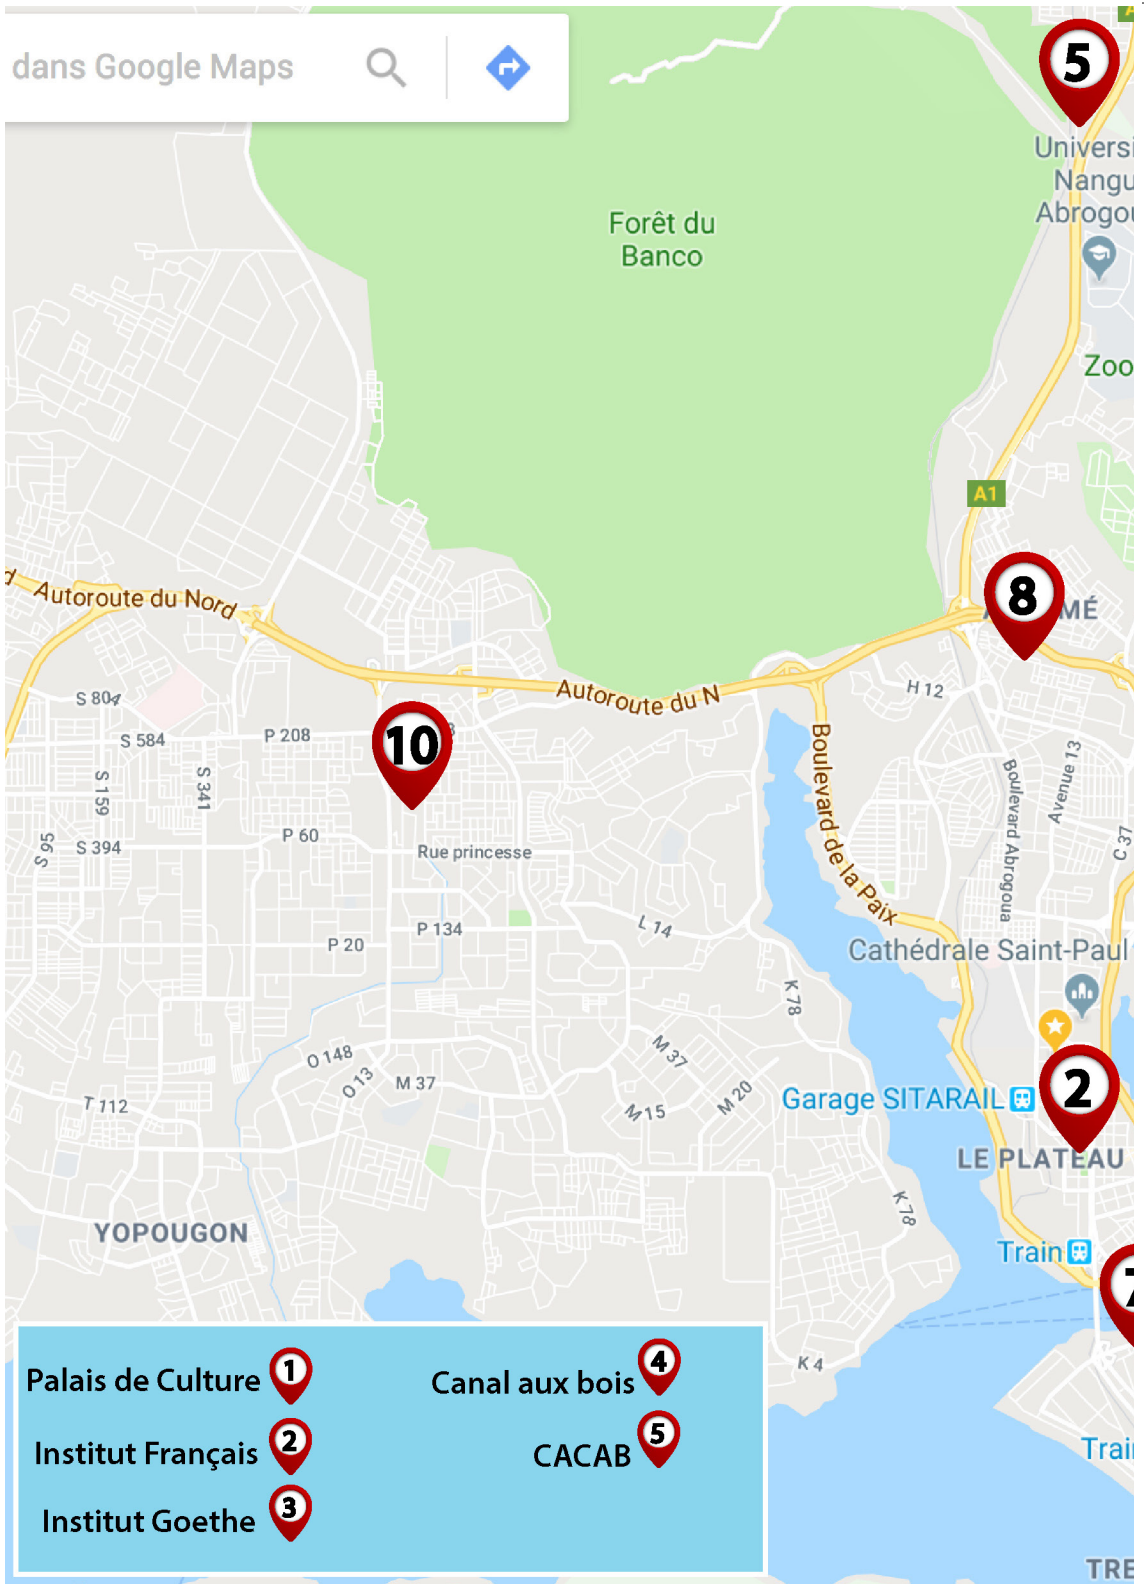 dans Google Maps
5
Universi
Nangu
Abrogou
Forêt du
Banco
Zoo
A1
Autoroute du Nord
8
MÉ
S 804
Autoroute du N
H 12
S 584
P 208
10
Boulevard de la Paix
S 159
S 341
Boulevard Abrogoua
Avenue 13
S 95
S 394
P 60
Rue princesse
C 37
P 20
P 134
L 14
Cathédrale Saint-Paul
K 78
O 148
O 13
M 37
M 37
M 15
M 20
T 112
Garage SITARAIL
2
LE PLATEAU
K 78
YOPOUGON
Train
7
K 4
Palais de Culture 1
Canal aux bois 4
Institut Français 2
CACAB 5
Institut Goethe 3
Trai
TRE